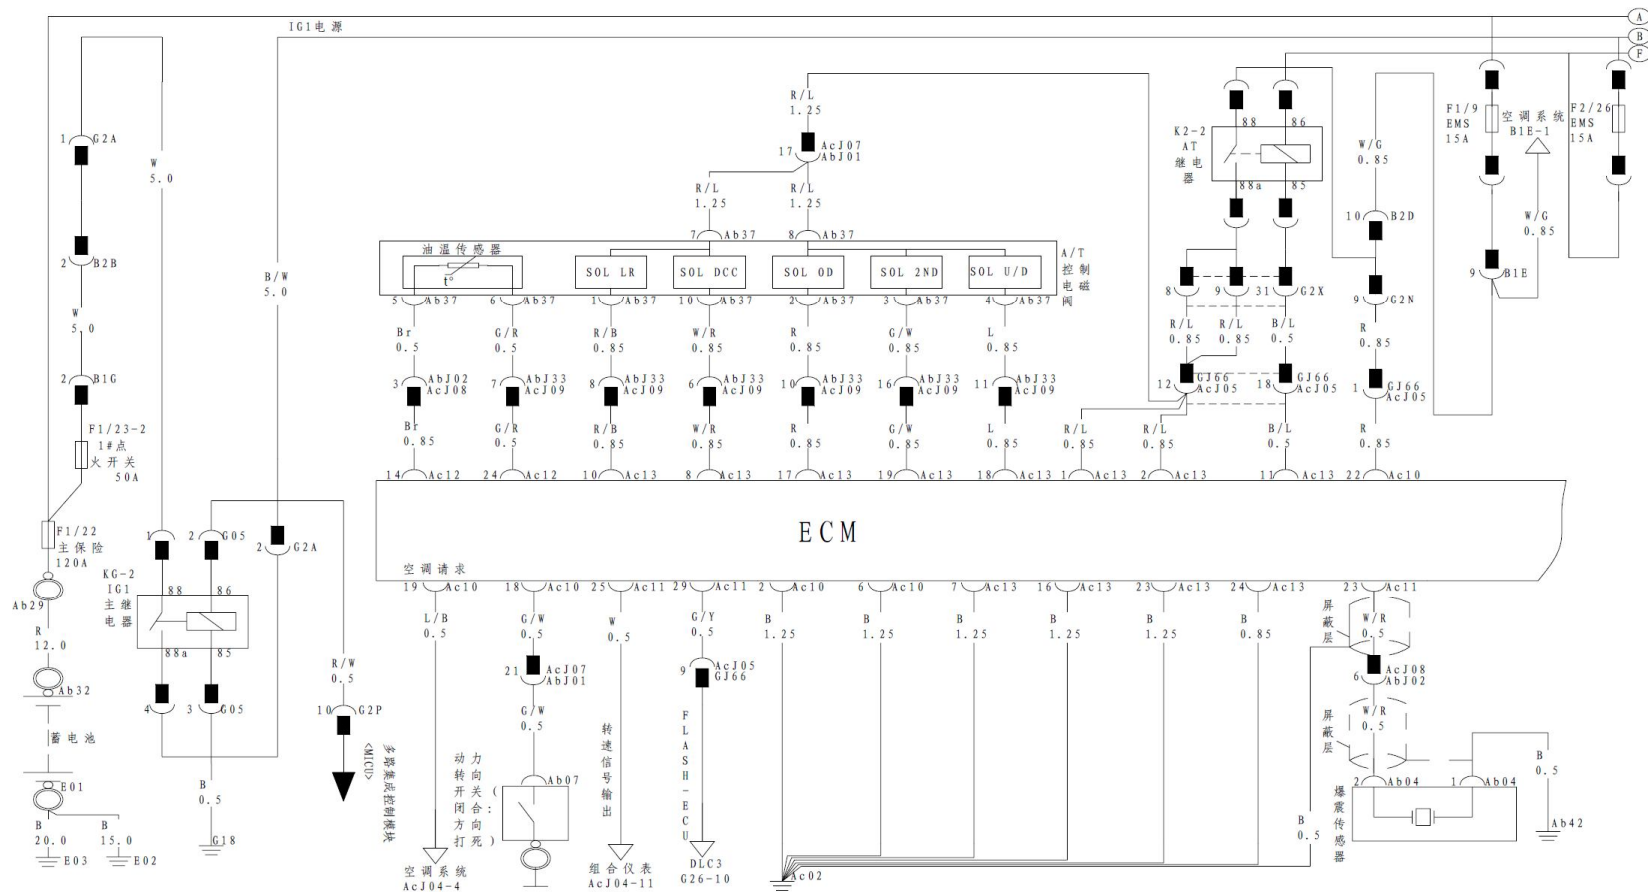 IG1电源
A
B
F
1 G2A
W
5.0
2 B2B
W
5.0
2 B1G
F1/23-2
1#点
火开关
50A
F1/22
主保险
120A
Ab29
R
12.0
Ab32
蓄电池
E01
B
20.0
B
15.0
E03
E02
KG-2
IG1
主继
电器
1
2 G05
88
86
88a
85
4
3 G05
B
0.5
G18
B/W
5.0
2 G2A
R/W
0.5
10 G2P
<MICU>
多路集成控制模块
R/L
1.25
17
AcJ07
AbJ01
R/L
1.25
R/L
1.25
7 Ab37
8 Ab37
油温传感器
t°
SOL LR
SOL DCC
SOL OD
SOL 2ND
SOL U/D
A/T
控制
电磁
阀
5 Ab37
6 Ab37
1 Ab37
10 Ab37
2 Ab37
3 Ab37
4 Ab37
Br
0.5
G/R
0.5
R/B
0.85
W/R
0.85
R
0.85
G/W
0.85
L
0.85
3 AbJ02
AcJ08
7 AbJ33
AcJ09
8 AbJ33
AcJ09
6 AbJ33
AcJ09
10 AbJ33
AcJ09
16 AbJ33
AcJ09
11 AbJ33
AcJ09
Br
0.85
G/R
0.5
R/B
0.85
W/R
0.85
R
0.85
G/W
0.85
L
0.85
14 Ac12
24 Ac12
10 Ac13
8 Ac13
17 Ac13
19 Ac13
18 Ac13
1 Ac13
2 Ac13
11 Ac13
22 Ac10
K2-2
AT
继电
器
88
86
88a
85
8
9
31 G2X
R/L
0.85
R/L
0.85
B/L
0.5
12 GJ66
AcJ05
18 GJ66
AcJ05
R/L
0.85
R/L
0.85
B/L
0.5
W/G
0.85
10 B2D
9 G2N
R
0.85
1 GJ66
AcJ05
R
0.85
F1/9
EMS
15A
空调系统
B1E-1
F2/26
EMS
15A
W/G
0.85
9 B1E
ECM
空调请求
19 Ac10
18 Ac10
25 Ac11
29 Ac11
2 Ac10
6 Ac10
7 Ac13
16 Ac13
23 Ac13
24 Ac13
23 Ac11
L/B
0.5
G/W
0.5
W
0.5
G/Y
0.5
B
1.25
B
1.25
B
1.25
B
1.25
B
1.25
B
0.85
W/R
0.5
屏蔽层
21 AcJ07
AbJ01
9 AcJ05
GJ66
6 AcJ08
AbJ02
G/W
0.5
W/R
0.5
屏蔽层
动力
转向
开关(
闭合:
方向
打死)
Ab07
转速信号输出
FLASH-ECU
空调系统
AcJ04-4
组合仪表
AcJ04-11
DLC3
G26-10
Ac02
B
0.5
2 Ab04
1 Ab04
爆震传感器
B
0.5
Ab42